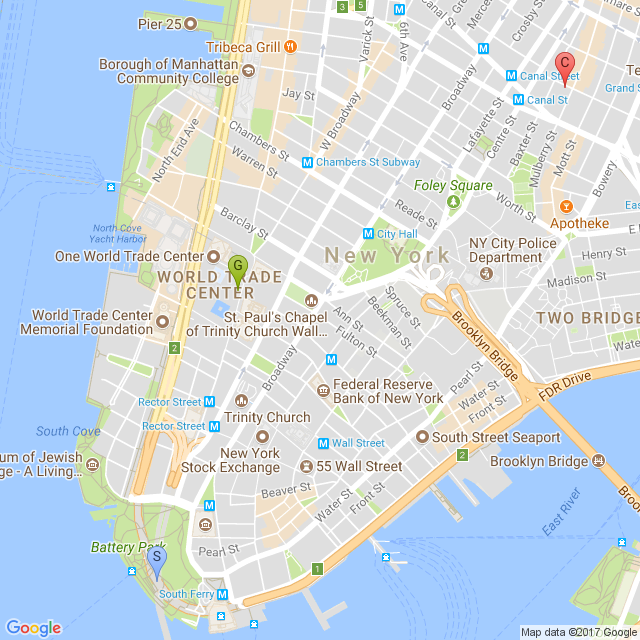 Pier 25
3
5
6th Ave
Mercer
Crosby St
mare S
Tribeca Grill
Varick St
C
Canal Street
Te
Grand S
Borough of Manhattan
Community College
Broadway
Canal St
Jay St
W Broadway
Lafayette St
Centre St
Baxter St
Mulberry St
Mott St
Chambers St
North End Ave
Warren St
Chambers St Subway
Bowery
Foley Square
Worth St
Reade St
Barclay St
Apotheke
Eas
B
North Cove
Yacht Harbor
City Hall
Henry St
One World Trade Center
New York
NY City Police
Department
Madison St
WORLD TRADE
CENTER
G
Spruce St
Beekman St
World Trade Center
Memorial Foundation
St. Paul's Chapel
of Trinity Church Wall...
Ann St
Fulton St
TWO BRIDGE
Brooklyn Bridge
2
Broadway
Pearl St
FDR Drive
Rector Street
Federal Reserve
Bank of New York
Water St
Front St
Rector Street
Trinity Church
South Cove
New York
Stock Exchange
Wall Street
South Street Seaport
um of Jewish
ge - A Living...
55 Wall Street
2
Brooklyn Bridge
Beaver St
Water St
Front St
Brookl
East River
Battery Park
Pearl St
S
1
South Ferry
Google
Map data ©2017 Google